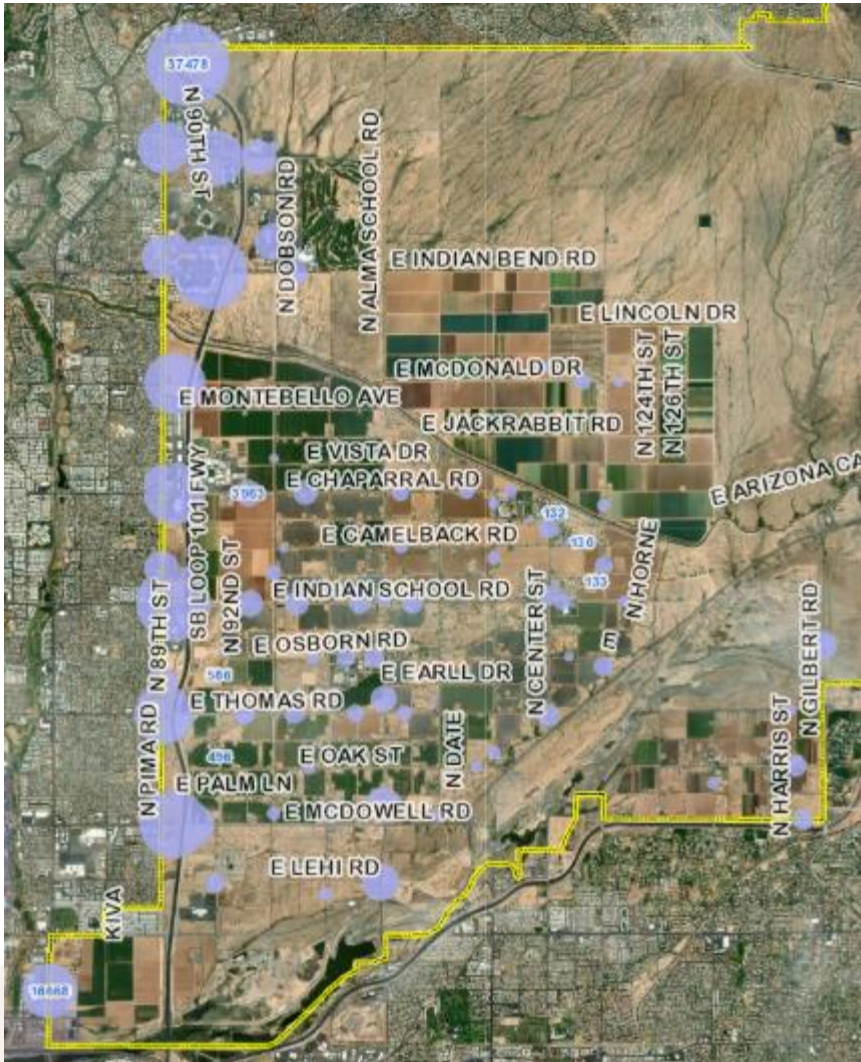 37478
N 90TH ST
N DOBSON RD
N ALMA SCHOOL RD
E INDIAN BEND RD
E LINCOLN DR
E MCDONALD DR
N 124TH ST
N 126TH ST
E MONTEBELLO AVE
E JACKRABBIT RD
E VISTA DR
E CHAPARRAL RD
3963
E ARIZONA CA
132
E CAMELBACK RD
136
SB LOOP 101 FWY
133
E INDIAN SCHOOL RD
N HORNE
N 89TH ST
N 92ND ST
N CENTER ST
E OSBORN RD
E
E EARLL DR
566
N GILBERT RD
E THOMAS RD
N PIMA RD
N DATE
E OAK ST
496
N HARRIS ST
E PALM LN
E MCDOWELL RD
E LEHI RD
KIVA
16668